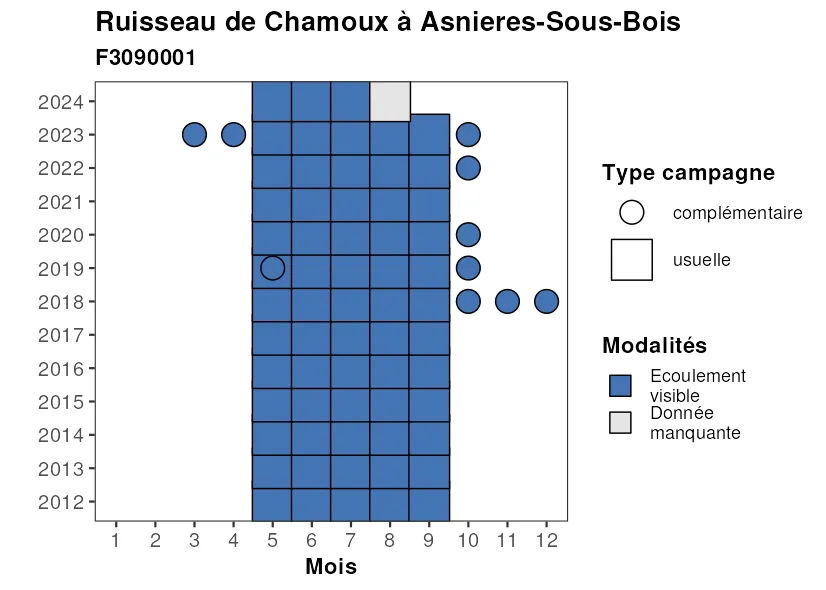 Ruisseau de Chamoux à Asnieres-Sous-Bois
F3090001
2024
2023
2022
2021
2020
2019
2018
2017
2016
2015
2014
2013
2012
1 2 3 4 5 6 7 8 9 10 11 12
Mois
Type campagne
complémentaire
usuelle
Modalités
Ecoulement
visible
Donnée
manquante